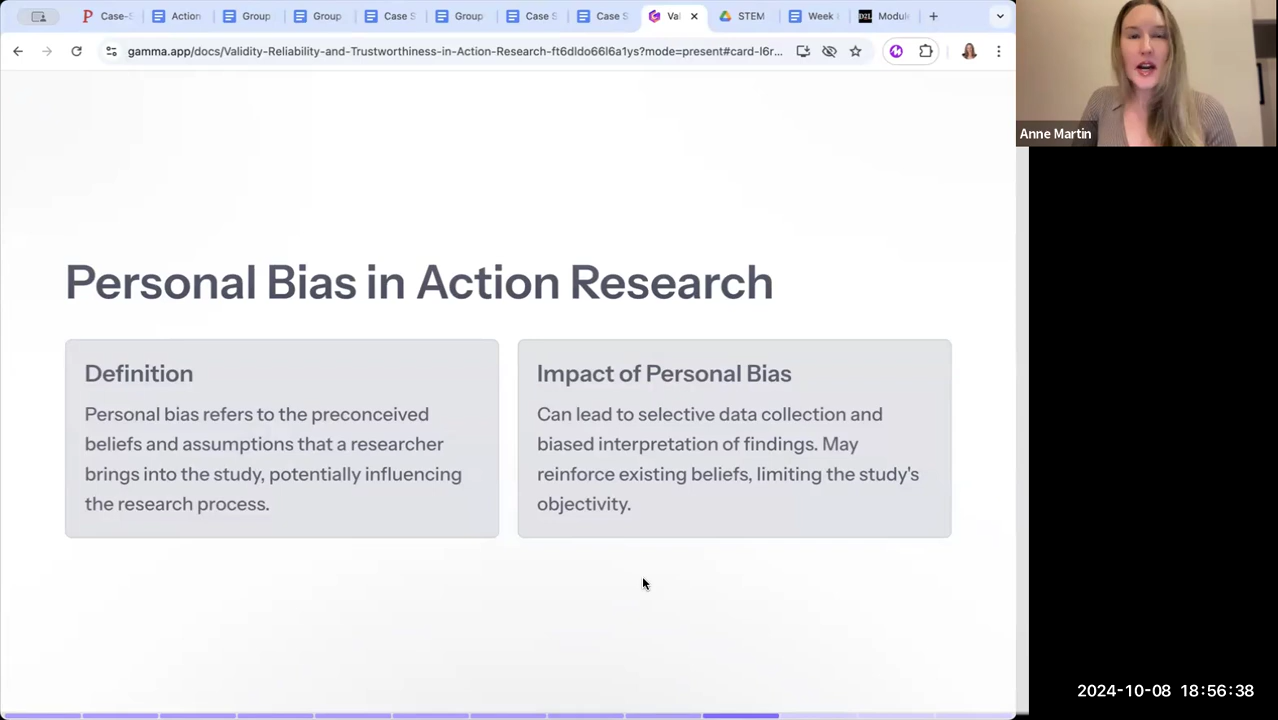 Case-S
Action
Group
Group
Case S
Group
Case S
Case S
Val
STEM
Week
D2L
Modul
gamma.app/docs/Validity-Reliability-and-Trustworthiness-in-Action-Research-ft6dldo66l6a1ys?mode=present#card-l6r...
Anne Martin
Personal Bias in Action Research
Definition
Personal bias refers to the preconceived
beliefs and assumptions that a researcher
brings into the study, potentially influencing
the research process.
Impact of Personal Bias
Can lead to selective data collection and
biased interpretation of findings. May
reinforce existing beliefs, limiting the study's
objectivity.
2024-10-08 18:56:38